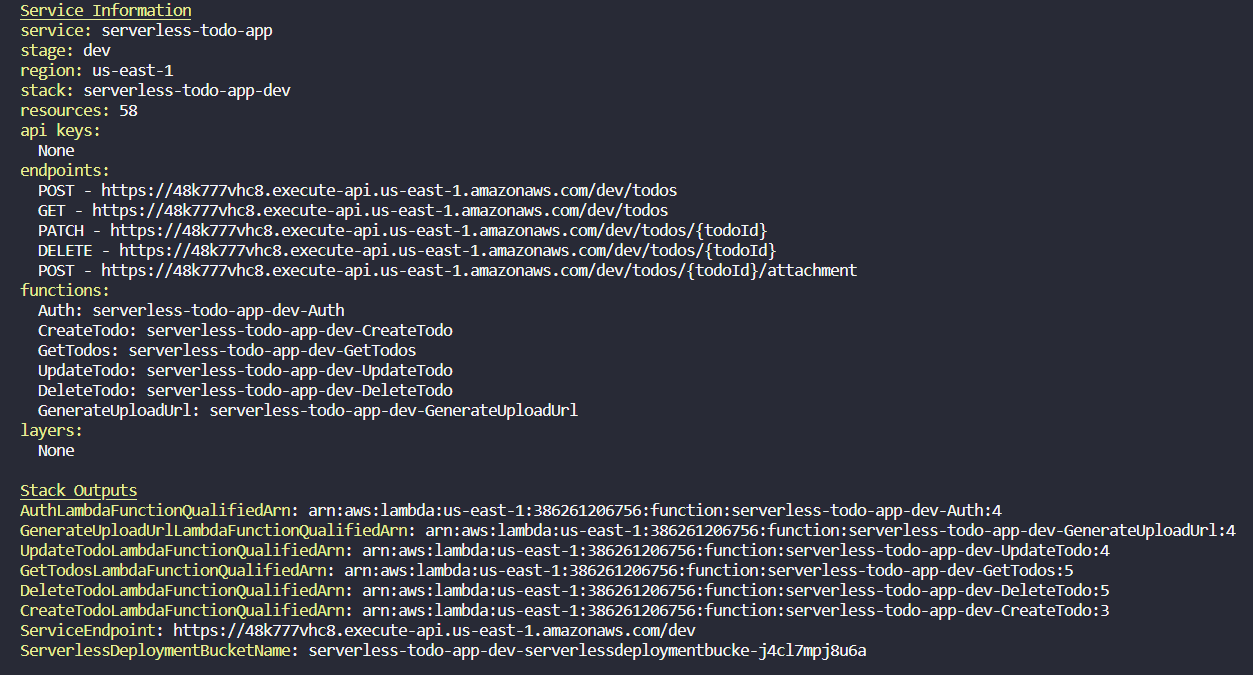 Service Information
service: serverless-todo-app
stage: dev
region: us-east-1
stack: serverless-todo-app-dev
resources: 58
api keys:
  None
endpoints:
  POST - https://48k777vhc8.execute-api.us-east-1.amazonaws.com/dev/todos
  GET - https://48k777vhc8.execute-api.us-east-1.amazonaws.com/dev/todos
  PATCH - https://48k777vhc8.execute-api.us-east-1.amazonaws.com/dev/todos/{todoId}
  DELETE - https://48k777vhc8.execute-api.us-east-1.amazonaws.com/dev/todos/{todoId}
  POST - https://48k777vhc8.execute-api.us-east-1.amazonaws.com/dev/todos/{todoId}/attachment
functions:
  Auth: serverless-todo-app-dev-Auth
  CreateTodo: serverless-todo-app-dev-CreateTodo
  GetTodos: serverless-todo-app-dev-GetTodos
  UpdateTodo: serverless-todo-app-dev-UpdateTodo
  DeleteTodo: serverless-todo-app-dev-DeleteTodo
  GenerateUploadUrl: serverless-todo-app-dev-GenerateUploadUrl
layers:
  None

Stack Outputs
AuthLambdaFunctionQualifiedArn: arn:aws:lambda:us-east-1:386261206756:function:serverless-todo-app-dev-Auth:4
GenerateUploadUrlLambdaFunctionQualifiedArn: arn:aws:lambda:us-east-1:386261206756:function:serverless-todo-app-dev-GenerateUploadUrl:4
UpdateTodoLambdaFunctionQualifiedArn: arn:aws:lambda:us-east-1:386261206756:function:serverless-todo-app-dev-UpdateTodo:4
GetTodosLambdaFunctionQualifiedArn: arn:aws:lambda:us-east-1:386261206756:function:serverless-todo-app-dev-GetTodos:5
DeleteTodoLambdaFunctionQualifiedArn: arn:aws:lambda:us-east-1:386261206756:function:serverless-todo-app-dev-DeleteTodo:5
CreateTodoLambdaFunctionQualifiedArn: arn:aws:lambda:us-east-1:386261206756:function:serverless-todo-app-dev-CreateTodo:3
ServiceEndpoint: https://48k777vhc8.execute-api.us-east-1.amazonaws.com/dev
ServerlessDeploymentBucketName: serverless-todo-app-dev-serverlessdeploymentbucke-j4cl7mpj8u6a